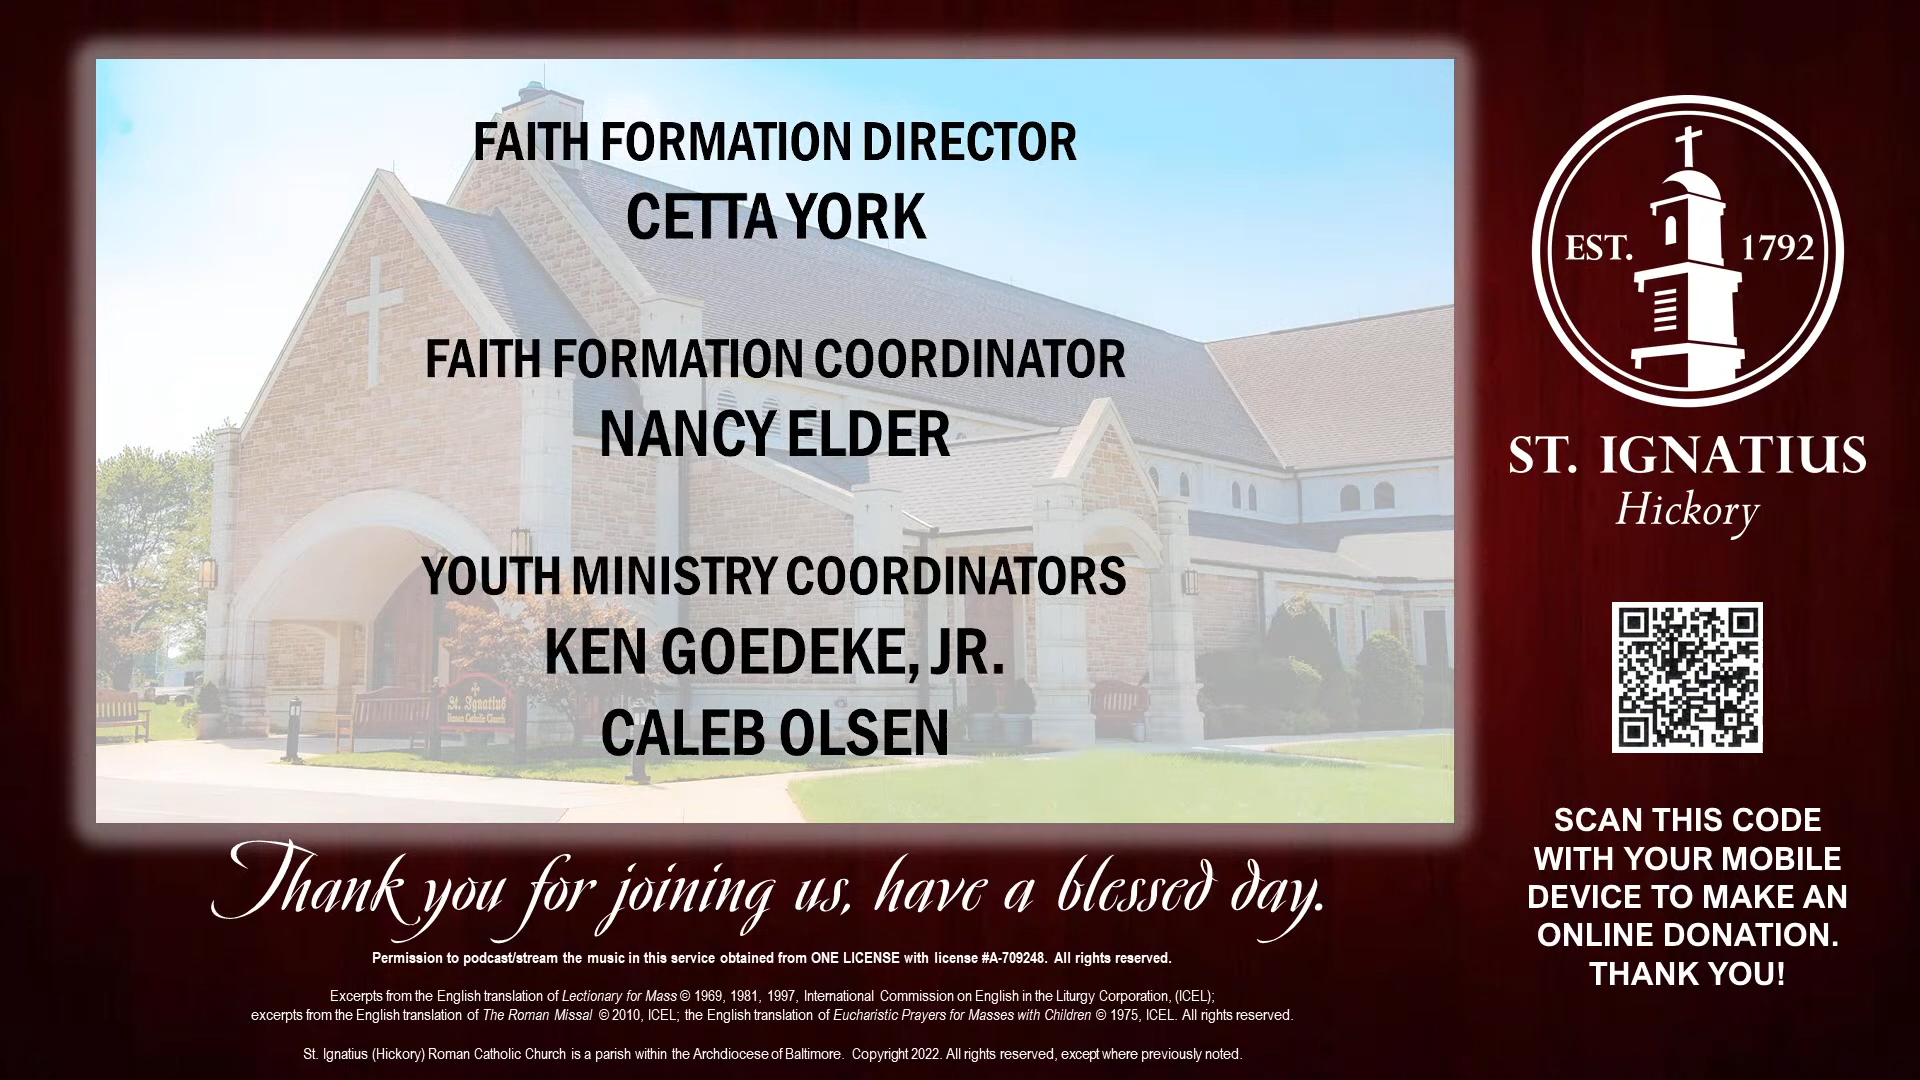 FAITH FORMATION DIRECTOR
CETTA YORK
FAITH FORMATION COORDINATOR
NANCY ELDER
YOUTH MINISTRY COORDINATORS
KEN GOEDEKE, JR.
CALEB OLSEN
St. Ignatius
Roman Catholic Church
EST. 1792
ST. IGNATIUS
Hickory
SCAN THIS CODE
WITH YOUR MOBILE
DEVICE TO MAKE AN
ONLINE DONATION.
THANK YOU!
Thank you for joining us, have a blessed day.
Permission to podcast/stream the music in this service obtained from ONE LICENSE with license #A-709248. All rights reserved.
Excerpts from the English translation of Lectionary for Mass © 1969, 1981, 1997, International Commission on English in the Liturgy Corporation, (ICEL);
excerpts from the English translation of The Roman Missal © 2010, ICEL; the English translation of Eucharistic Prayers for Masses with Children © 1975, ICEL. All rights reserved.
St. Ignatius (Hickory) Roman Catholic Church is a parish within the Archdiocese of Baltimore. Copyright 2022. All rights reserved, except where previously noted.